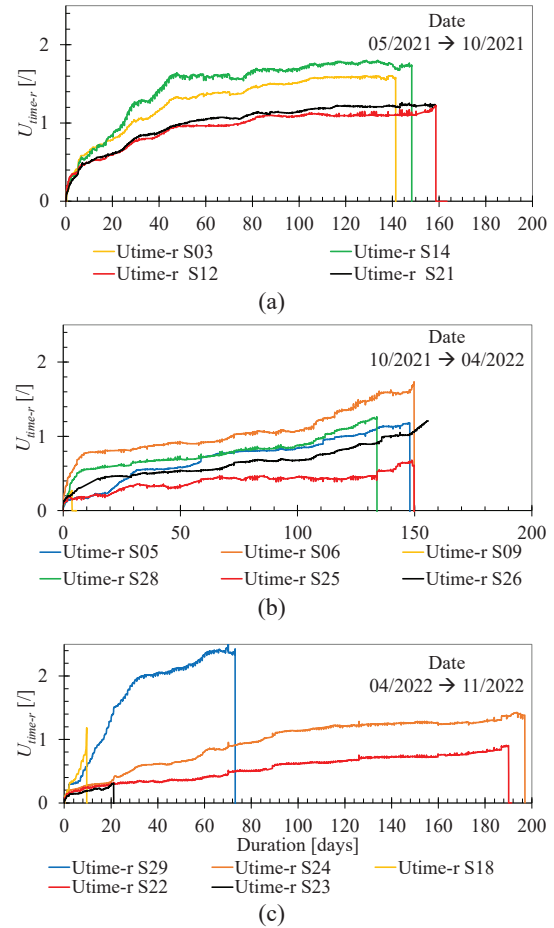 Date
05/2021 → 10/2021
U_time-r [/]
2
1
0
0 20 40 60 80 100 120 140 160 180 200
Utime-r S03 Utime-r S14
Utime-r S12 Utime-r S21
(a)
Date
10/2021 → 04/2022
U_time-r [/]
2
1
0
0 50 100 150 200
Utime-r S05 Utime-r S06 Utime-r S09
Utime-r S28 Utime-r S25 Utime-r S26
(b)
Date
04/2022 → 11/2022
U_time-r [/]
2
1
0
0 20 40 60 80 100 120 140 160 180 200
Duration [days]
Utime-r S29 Utime-r S24 Utime-r S18
Utime-r S22 Utime-r S23
(c)